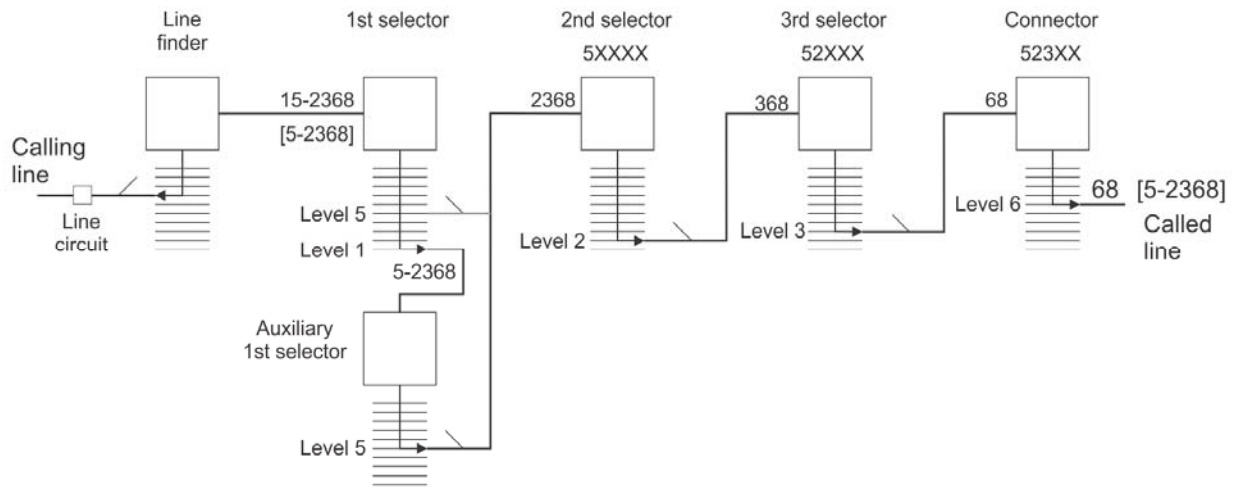 Line
finder
1st selector
2nd selector
5XXXX
3rd selector
52XXX
Connector
523XX
15-2368
[5-2368]
2368
368
68
Calling
line
Line
circuit
Level 5
Level 1
5-2368
Level 2
Level 3
Level 6
68 [5-2368]
Called
line
Auxiliary
1st selector
Level 5